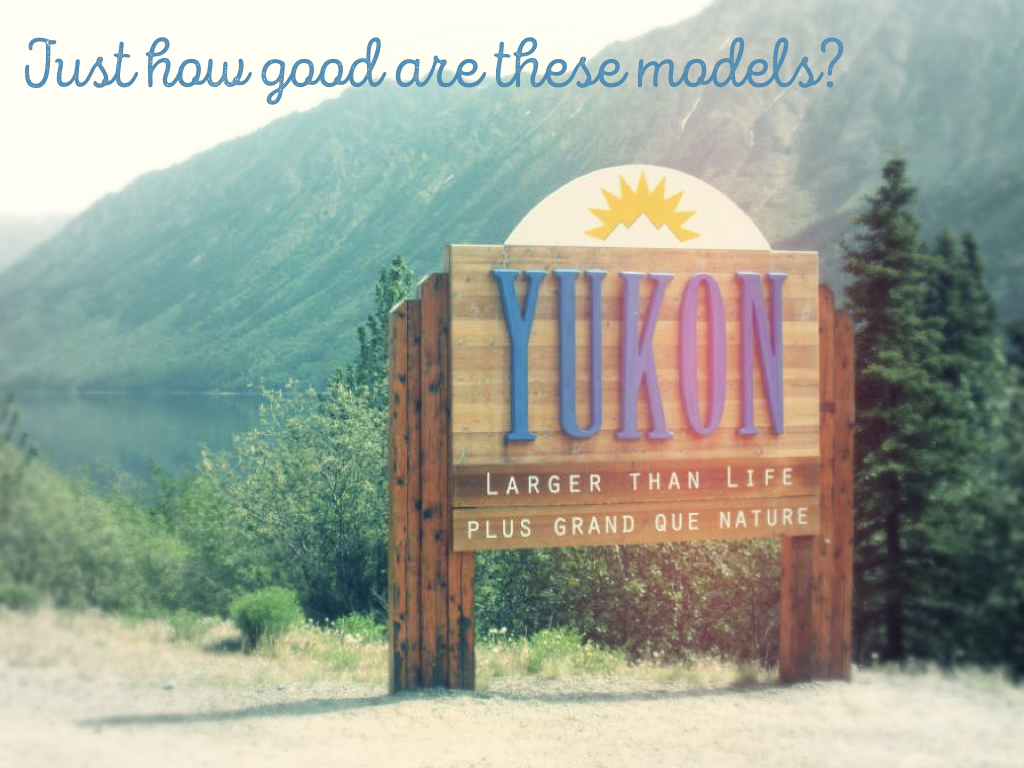 Just how good are these models?
YUKON
LARGER THAN LIFE
PLUS GRAND QUE NATURE